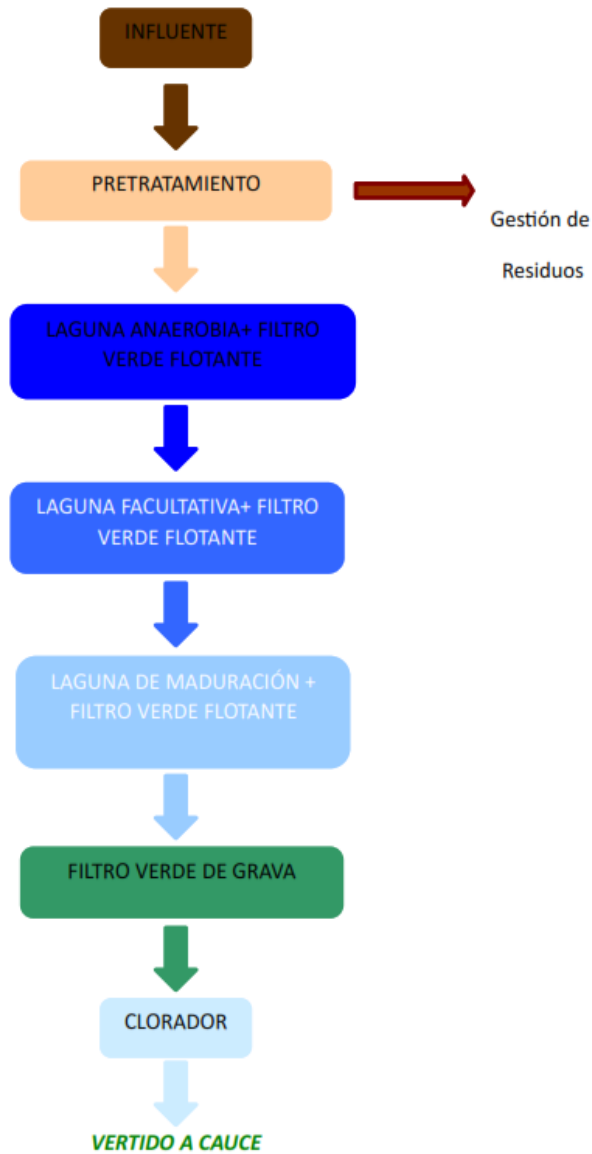 INFLUENTE
PRETRATAMIENTO
Gestión de
Residuos
LAGUNA ANAEROBIA+ FILTRO
VERDE FLOTANTE
LAGUNA FACULTATIVA+ FILTRO
VERDE FLOTANTE
LAGUNA DE MADURACIÓN +
FILTRO VERDE FLOTANTE
FILTRO VERDE DE GRAVA
CLORADOR
VERTIDO A CAUCE